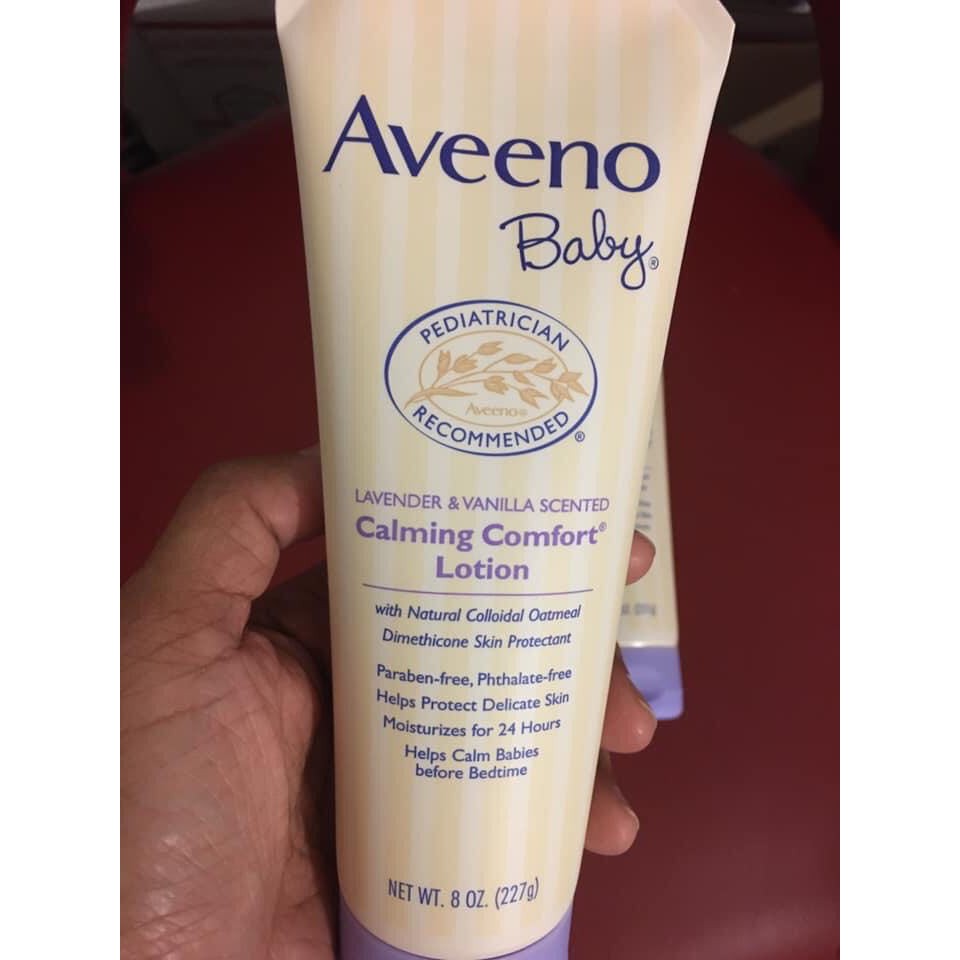 Aveeno
Baby®
PEDIATRICIAN
Aveeno®
RECOMMENDED®
LAVENDER & VANILLA SCENTED
Calming Comfort®
Lotion
with Natural Colloidal Oatmeal
Dimethicone Skin Protectant
Paraben-free, Phthalate-free
Helps Protect Delicate Skin
Moisturizes for 24 Hours
Helps Calm Babies
before Bedtime
NET WT. 8 OZ. (227g)